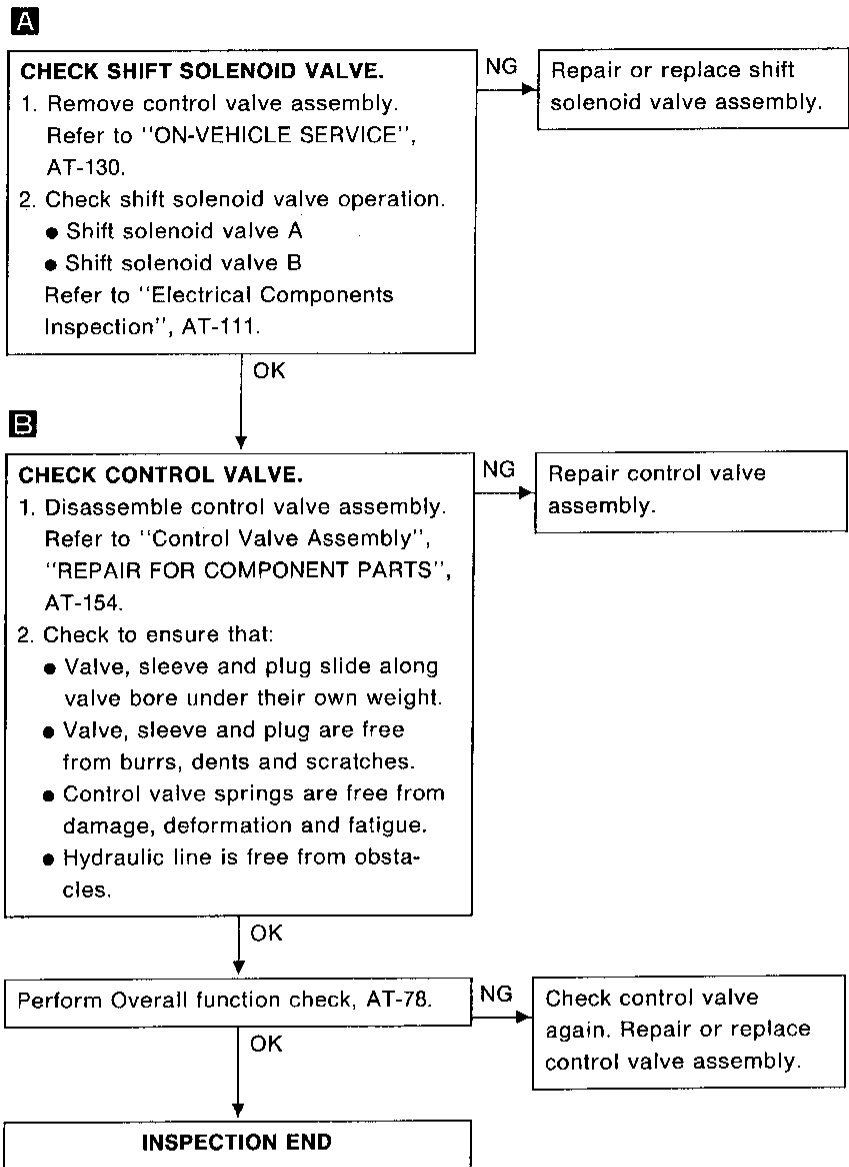 A
CHECK SHIFT SOLENOID VALVE.
1. Remove control valve assembly.
Refer to "ON-VEHICLE SERVICE",
AT-130.
2. Check shift solenoid valve operation.
● Shift solenoid valve A
● Shift solenoid valve B
Refer to "Electrical Components
Inspection", AT-111.
NG
Repair or replace shift
solenoid valve assembly.
OK
B
CHECK CONTROL VALVE.
1. Disassemble control valve assembly.
Refer to "Control Valve Assembly",
"REPAIR FOR COMPONENT PARTS",
AT-154.
2. Check to ensure that:
● Valve, sleeve and plug slide along
valve bore under their own weight.
● Valve, sleeve and plug are free
from burrs, dents and scratches.
● Control valve springs are free from
damage, deformation and fatigue.
● Hydraulic line is free from obsta-
cles.
NG
Repair control valve
assembly.
OK
Perform Overall function check, AT-78.
NG
Check control valve
again. Repair or replace
control valve assembly.
OK
INSPECTION END